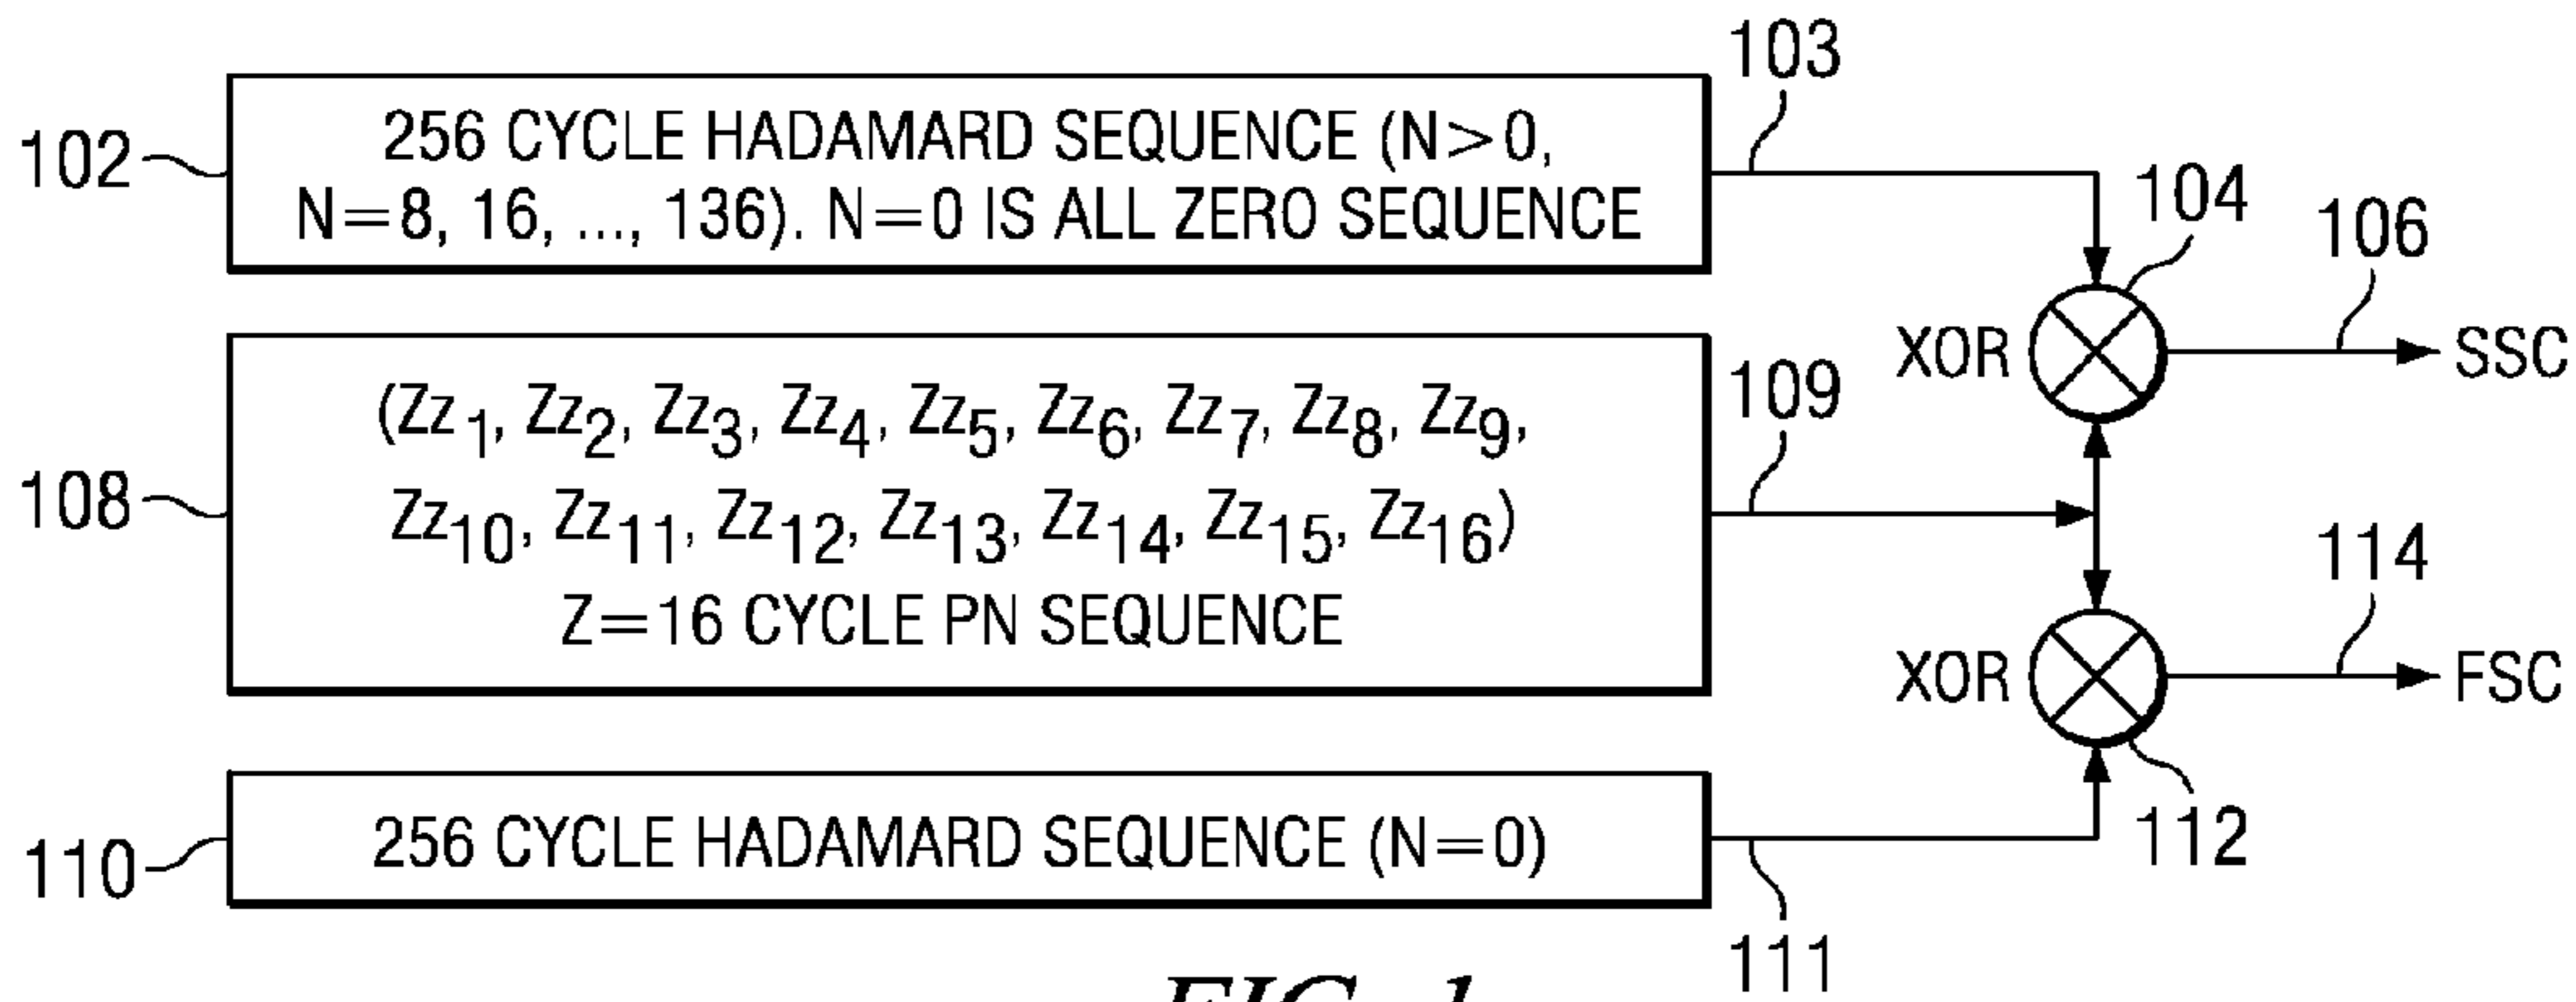 103
102
256 CYCLE HADAMARD SEQUENCE (N>0,
N=8, 16, ..., 136). N=0 IS ALL ZERO SEQUENCE
104
106
XOR
SSC
108
(Zz1, Zz2, Zz3, Zz4, Zz5, Zz6, Zz7, Zz8, Zz9,
Zz10, Zz11, Zz12, Zz13, Zz14, Zz15, Zz16)
Z=16 CYCLE PN SEQUENCE
109
114
XOR
FSC
110
256 CYCLE HADAMARD SEQUENCE (N=0)
112
111
FIG. 1